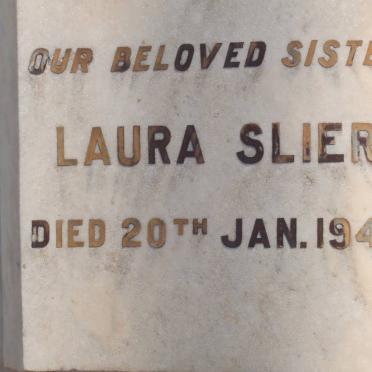 OUR BELOVED SISTE
LAURA SLIER
DIED 20TH JAN. 194